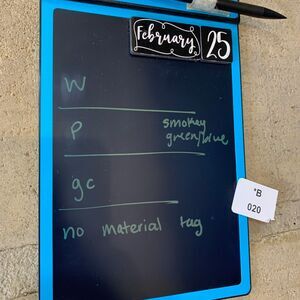 February 25
W
P smokey
green/blue
gc
no material tag
"B
020